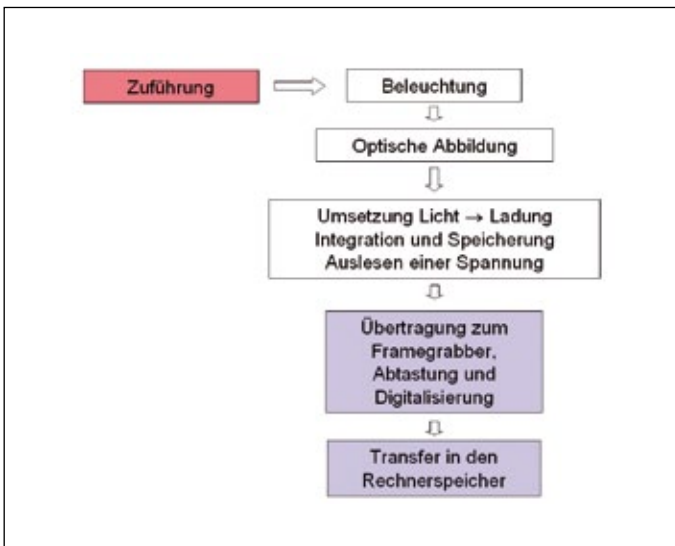 Zuführung
Beleuchtung
Optische Abbildung
Umsetzung Licht → Ladung
Integration und Speicherung
Auslesen einer Spannung
Übertragung zum
Framegrabber,
Abtastung und
Digitalisierung
Transfer in den
Rechnerspeicher